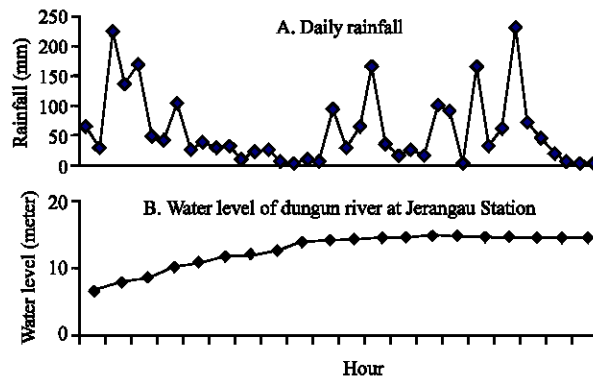 A. Daily rainfall
Rainfall (mm)
250
200
150
100
50
0
B. Water level of dungun river at Jerangau Station
Water level (meter)
20
10
0
Hour